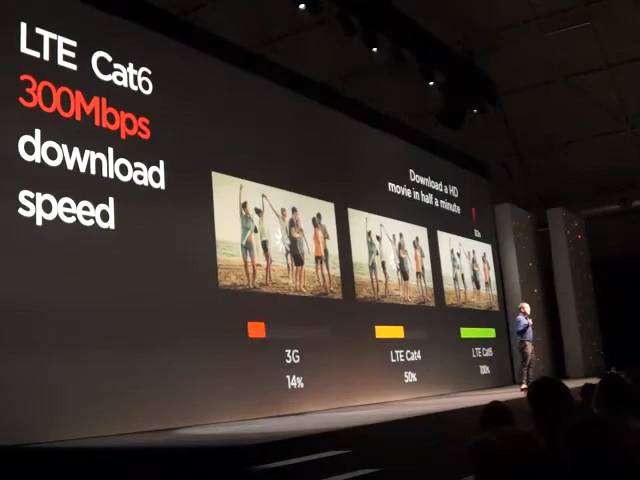 LTE Cat6
300Mbps
download
speed
Download a HD
movie in half a minute
3G
14%
LTE Cat4
50%
LTE Cat6
100%